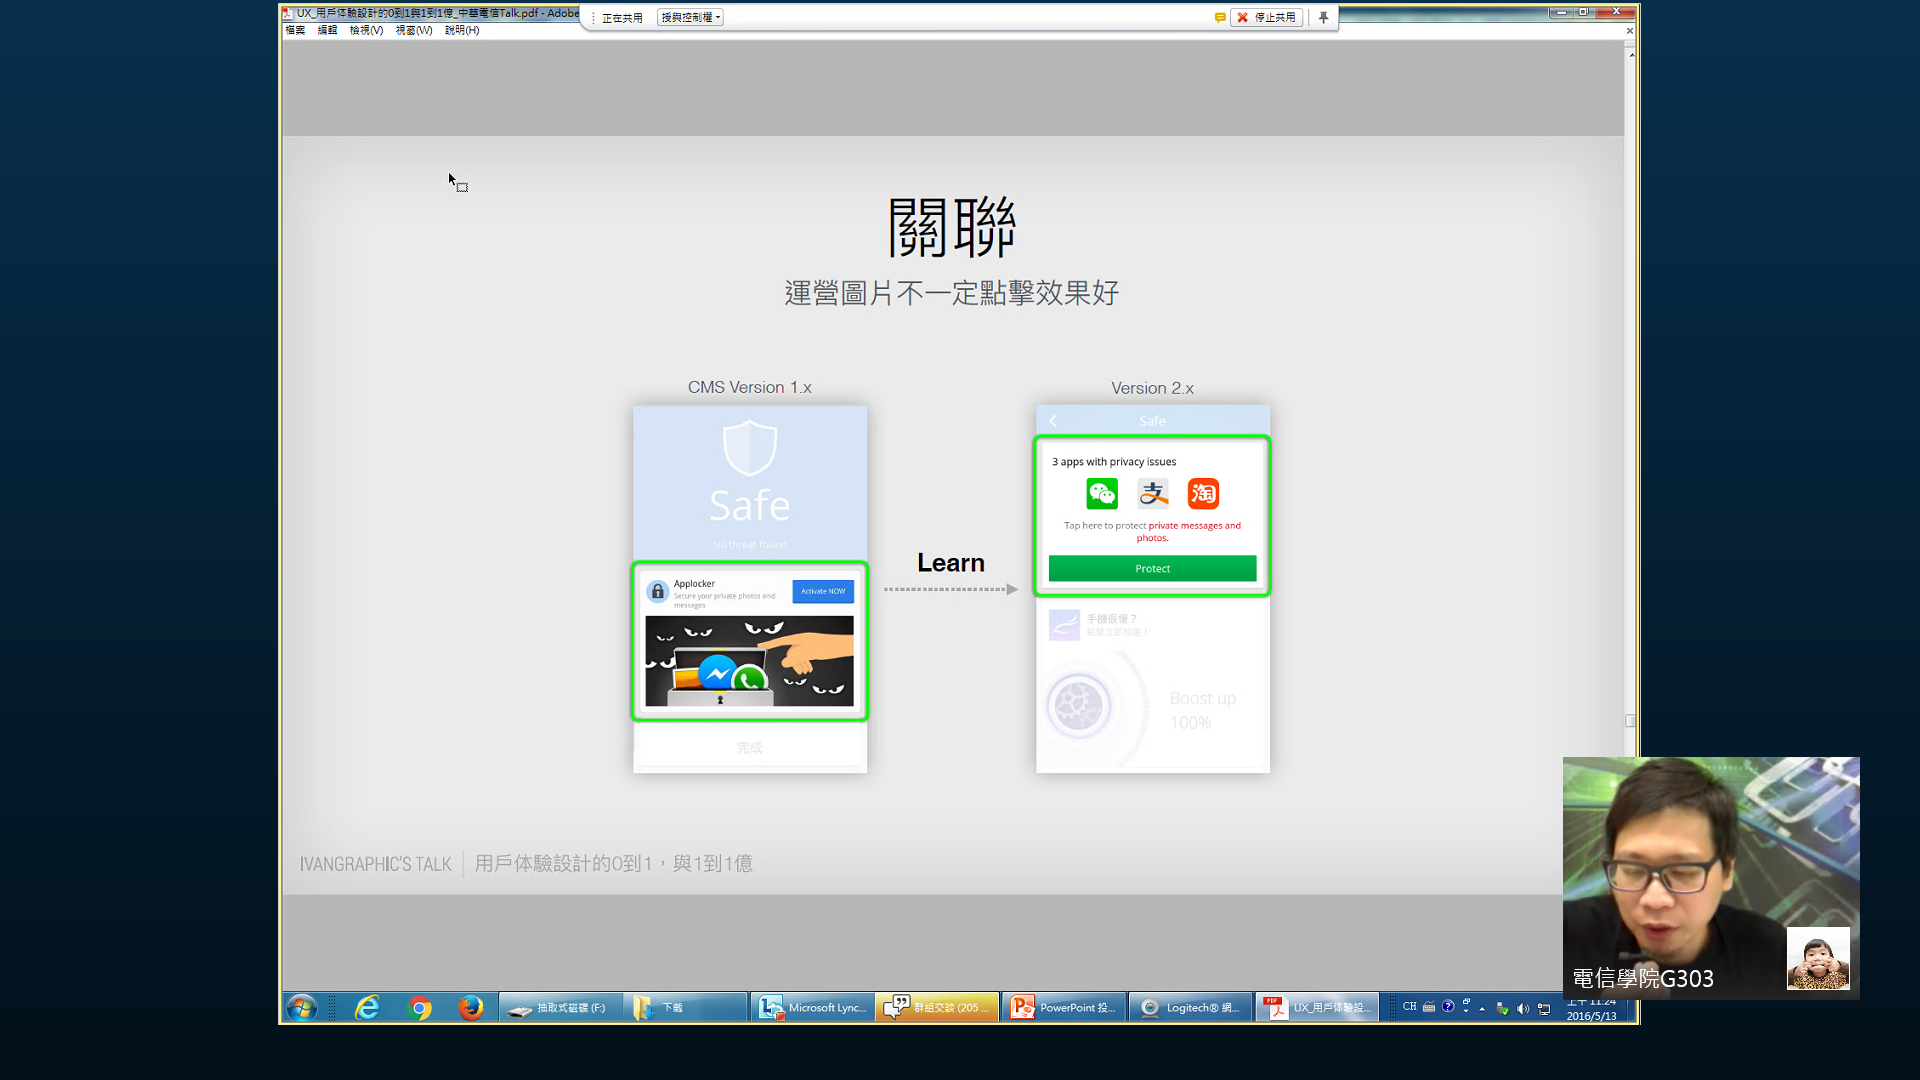 UX_用戶体驗設計的0到1與1到1億_中華電信Talk.pdf - Adobe
正在共用
授與控制權
停止共用
檔案 編輯 檢視(V) 視窗(W) 說明(H)
關聯
運營圖片不一定點擊效果好
CMS Version 1.x
Version 2.x
Safe
No threat found
Applocker
Secure your private photos and
messages
Activate NOW
完成
Learn
Safe
3 apps with privacy issues
支
淘
Tap here to protect private messages and
photos.
Protect
手機很慢？
點擊立即加速！
Boost up
100%
IVANGRAPHIC'S TALK
用戶体驗設計的0到1，與1到1億
電信學院G303
抽取式磁碟 (F:)
下載
Microsoft Lync...
群組交談 (205 ...
PowerPoint 投...
Logitech® 網...
UX_用戶体驗設...
CH
上午 11:24
2016/5/13